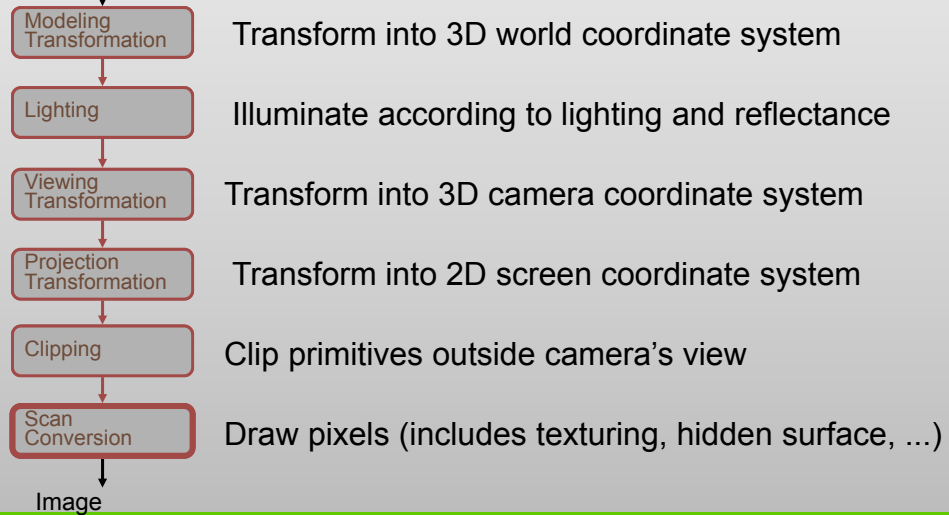 Modeling
Transformation
Transform into 3D world coordinate system
Lighting
Illuminate according to lighting and reflectance
Viewing
Transformation
Transform into 3D camera coordinate system
Projection
Transformation
Transform into 2D screen coordinate system
Clipping
Clip primitives outside camera’s view
Scan
Conversion
Draw pixels (includes texturing, hidden surface, ...)
Image